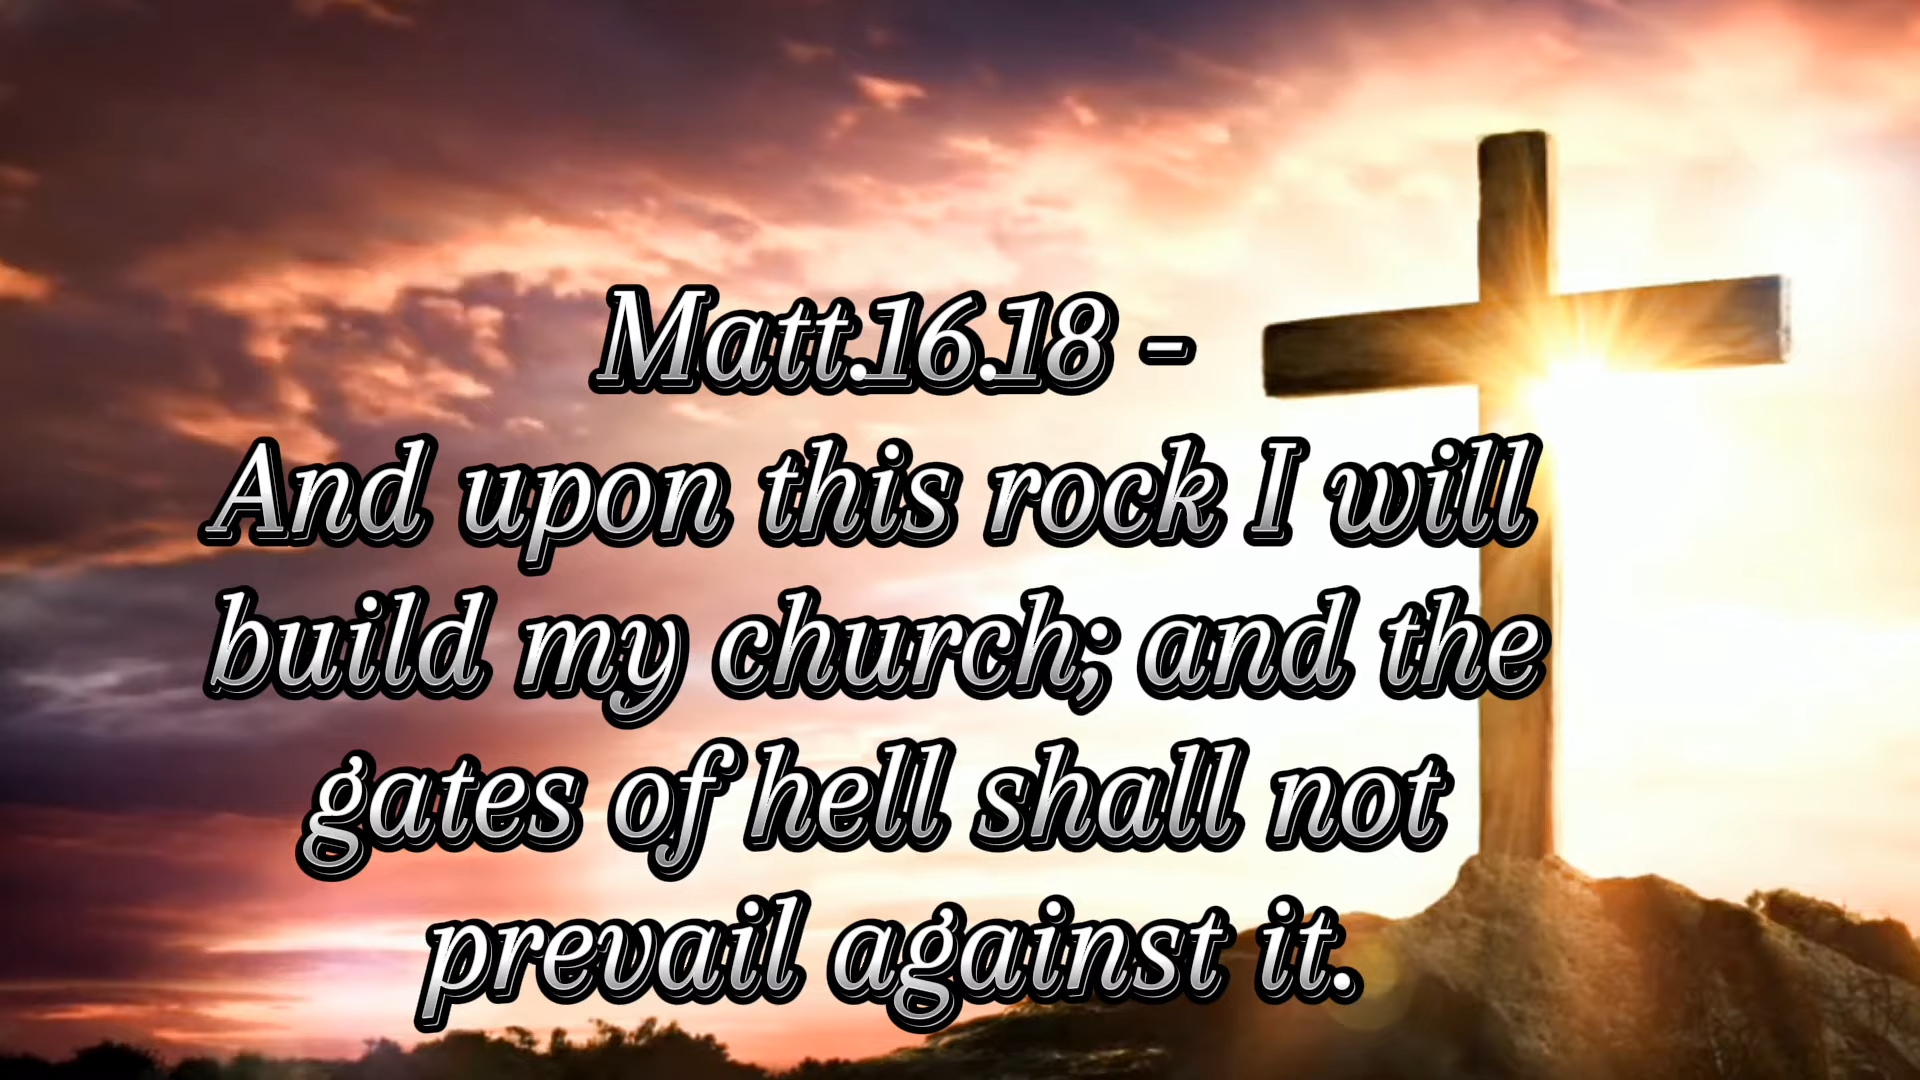 Matt.16.18 -
And upon this rock I will
build my church; and the
gates of hell shall not
prevail against it.